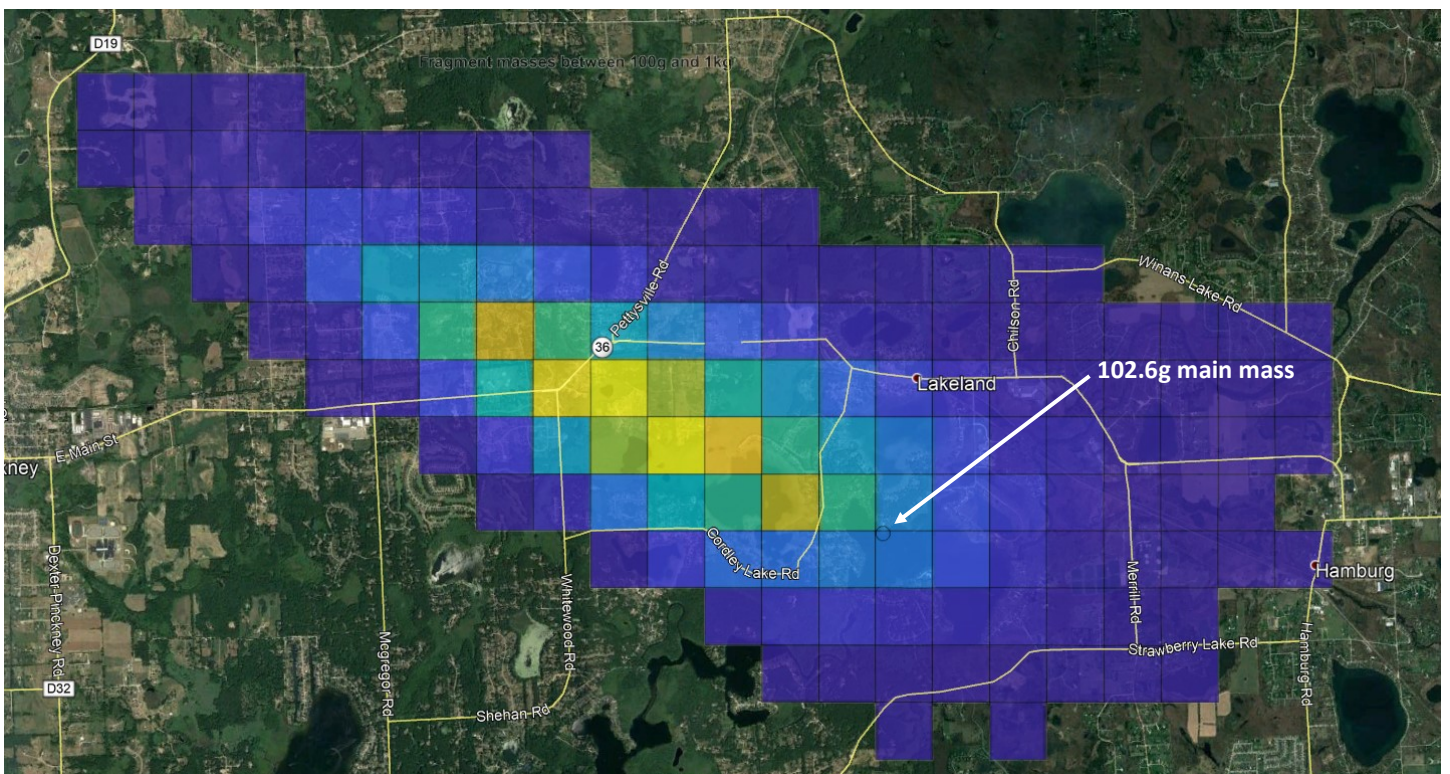 D19
Fragment masses between 100g and 1kg
Winans Lake Rd
Pettysville Rd
Chilson Rd
36
102.6g main mass
Lakeland
E Main St
kney
Cordley Lake Rd
Hamburg
Dexter-Pinckney Rd
Mcgregor Rd
Whitewood Rd
Merrill Rd
Hamburg Rd
Strawberry Lake Rd
D32
Shehan Rd